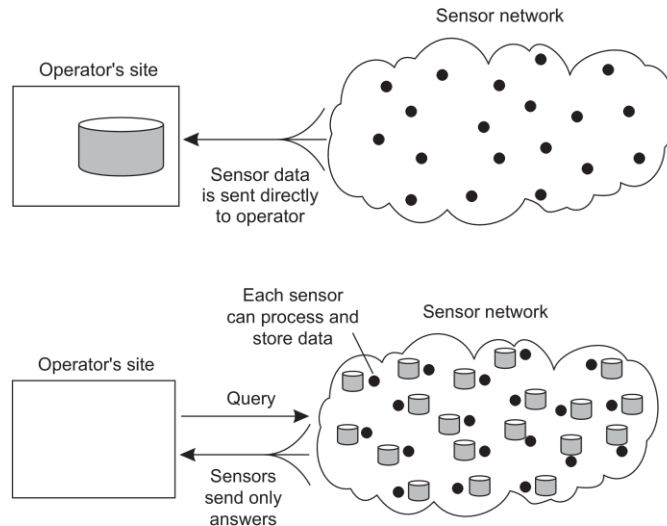 Sensor network
Operator's site
Sensor data
is sent directly
to operator
Each sensor
can process and
store data
Sensor network
Operator's site
Query
Sensors
send only
answers